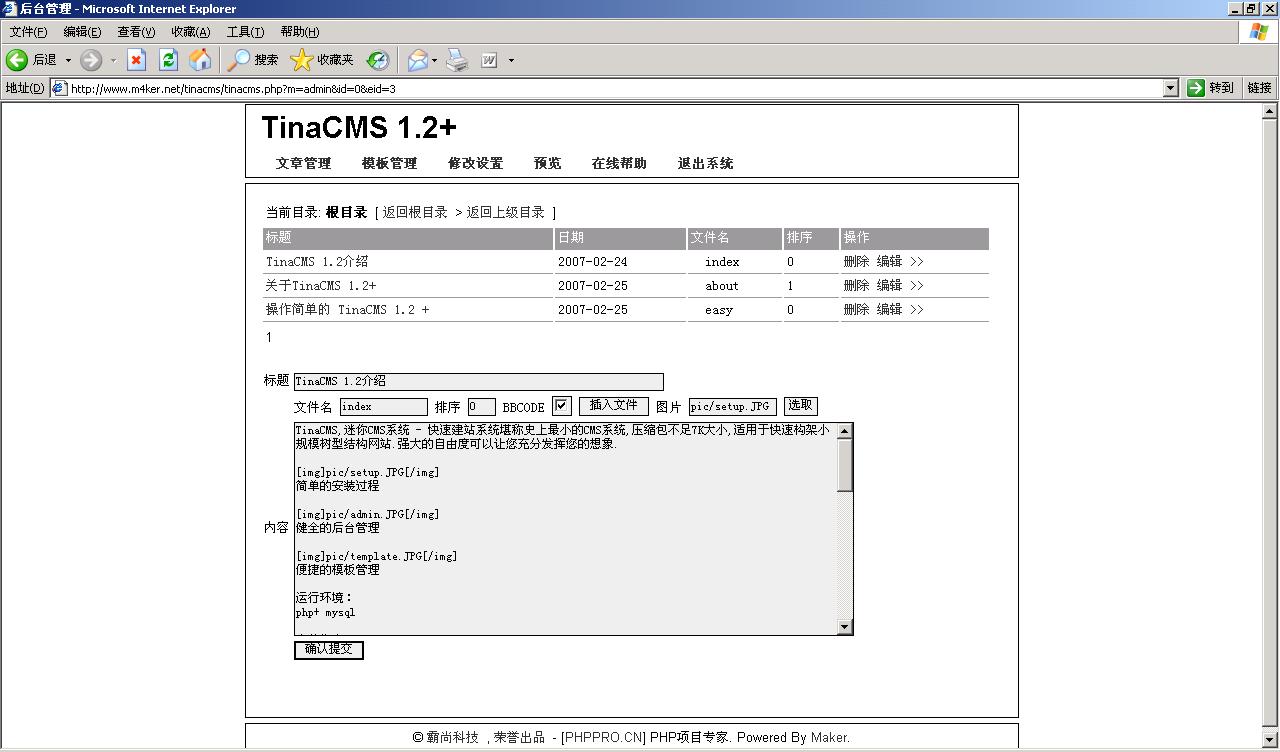 后台管理 - Microsoft Internet Explorer
文件(F) 编辑(E) 查看(V) 收藏(A) 工具(T) 帮助(H)
后退 搜索 收藏夹
地址(D) http://www.m4ker.net/tinacms/tinacms.php?m=admin&id=0&eid=3 转到 链接
TinaCMS 1.2+
文章管理 模板管理 修改设置 预览 在线帮助 退出系统
当前目录: 根目录 [ 返回根目录 > 返回上级目录 ]
标题 日期 文件名 排序 操作
TinaCMS 1.2介绍 2007-02-24 index 0 删除 编辑 >>
关于TinaCMS 1.2+ 2007-02-25 about 1 删除 编辑 >>
操作简单的 TinaCMS 1.2 + 2007-02-25 easy 0 删除 编辑 >>
1
标题 TinaCMS 1.2介绍
文件名 index 排序 0 BBCODE 插入文件 图片 pic/setup.JPG 选取
内容
TinaCMS,迷你CMS系统 - 快速建站系统堪称史上最小的CMS系统,压缩包不足7K大小,适用于快速构架小
规模树型结构网站.强大的自由度可以让您充分发挥您的想象.
[img]pic/setup.JPG[/img]
简单的安装过程
[img]pic/admin.JPG[/img]
健全的后台管理
[img]pic/template.JPG[/img]
便捷的模板管理
运行环境：
php+ mysql
确认提交
© 霸尚科技 , 荣誉出品 - [PHPPRO.CN] PHP项目专家. Powered By Maker.